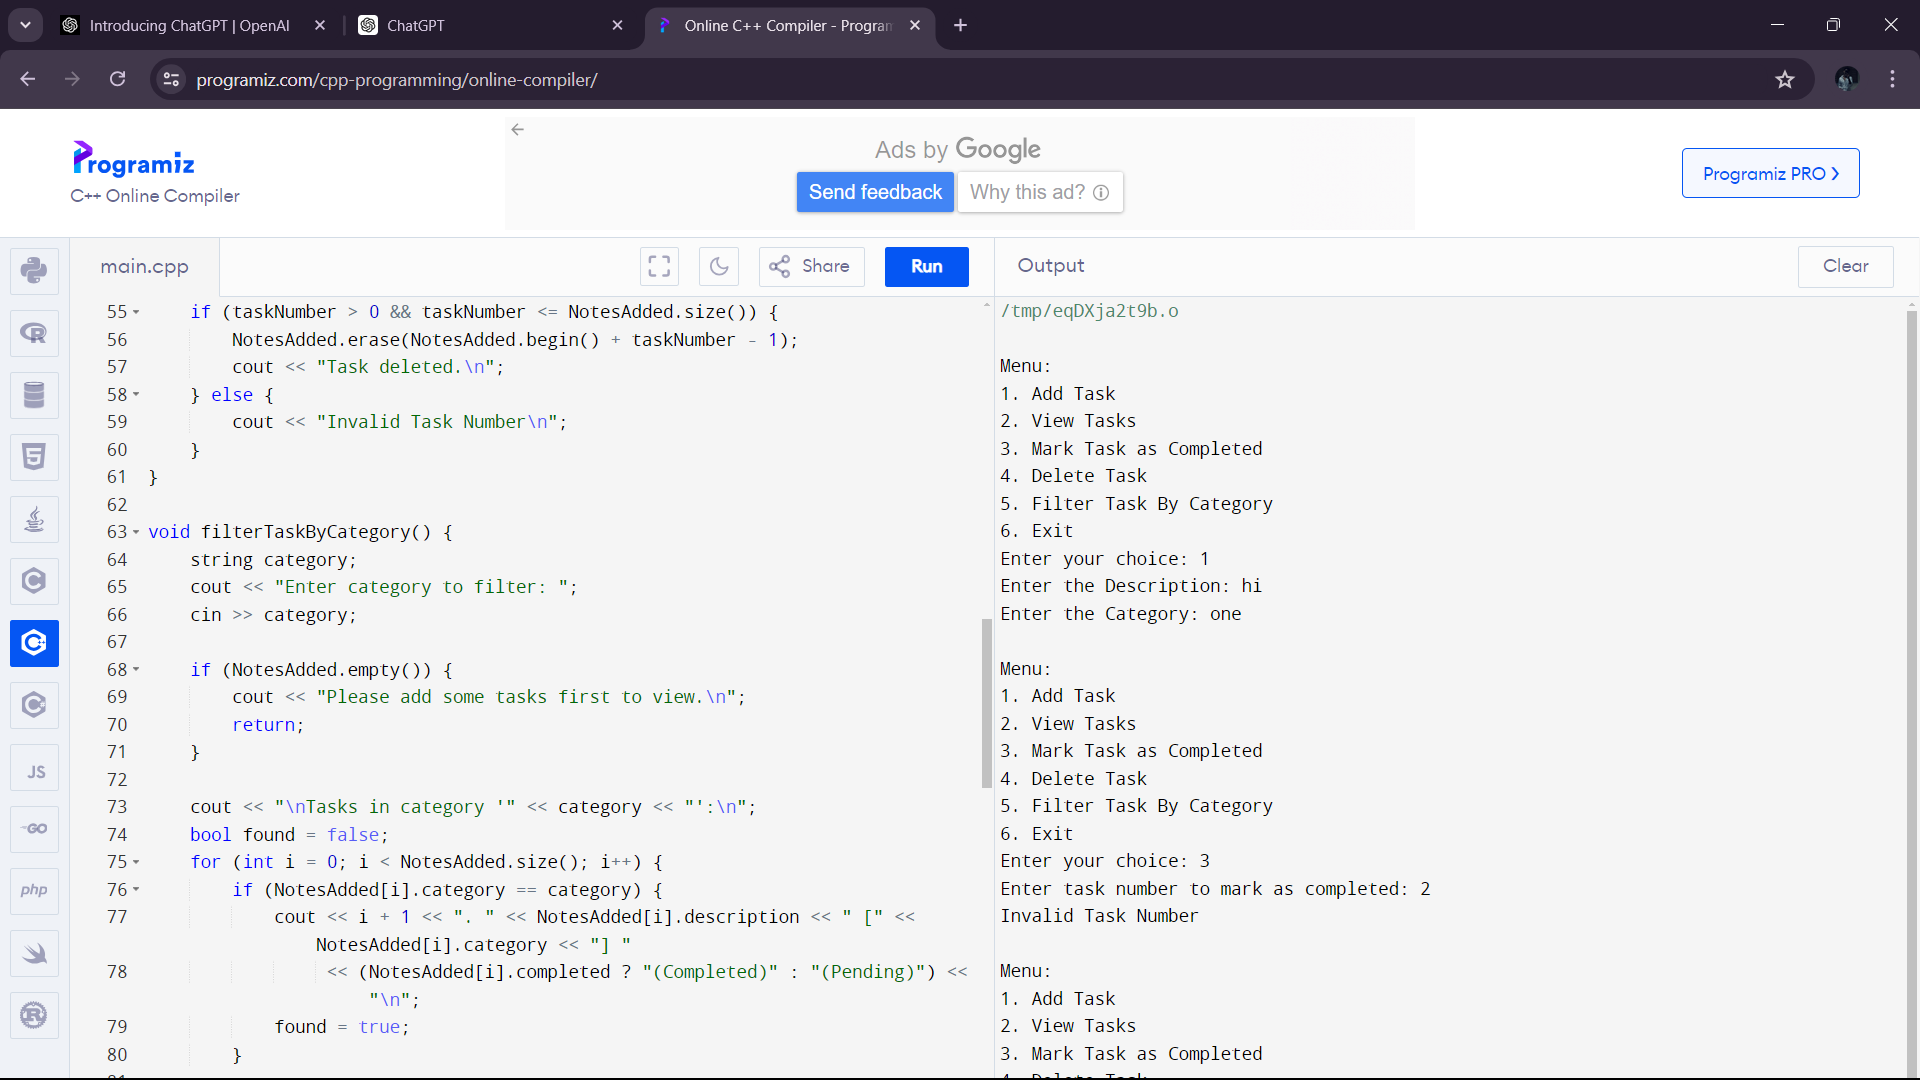 Introducing ChatGPT | OpenAI
ChatGPT
Online C++ Compiler - Program
programiz.com/cpp-programming/online-compiler/
Programiz
C++ Online Compiler
Ads by Google
Send feedback
Why this ad?
Programiz PRO
main.cpp
Share
Run
Output
Clear
55 if (taskNumber > 0 && taskNumber <= NotesAdded.size()) {
56 NotesAdded.erase(NotesAdded.begin() + taskNumber - 1);
57 cout << "Task deleted.\n";
58 } else {
59 cout << "Invalid Task Number\n";
60 }
61 }
62
63 void filterTaskByCategory() {
64 string category;
65 cout << "Enter category to filter: ";
66 cin >> category;
67
68 if (NotesAdded.empty()) {
69 cout << "Please add some tasks first to view.\n";
70 return;
71 }
72
73 cout << "\nTasks in category '" << category << "':\n";
74 bool found = false;
75 for (int i = 0; i < NotesAdded.size(); i++) {
76 if (NotesAdded[i].category == category) {
77 cout << i + 1 << ". " << NotesAdded[i].description << " [" <<
NotesAdded[i].category << "] "
78 << (NotesAdded[i].completed ? "(Completed)" : "(Pending)") <<
"\n";
79 found = true;
80 }
/tmp/eqDXja2t9b.o
Menu:
1. Add Task
2. View Tasks
3. Mark Task as Completed
4. Delete Task
5. Filter Task By Category
6. Exit
Enter your choice: 1
Enter the Description: hi
Enter the Category: one
Menu:
1. Add Task
2. View Tasks
3. Mark Task as Completed
4. Delete Task
5. Filter Task By Category
6. Exit
Enter your choice: 3
Enter task number to mark as completed: 2
Invalid Task Number
Menu:
1. Add Task
2. View Tasks
3. Mark Task as Completed
4. Delete Task
JS
GO
php